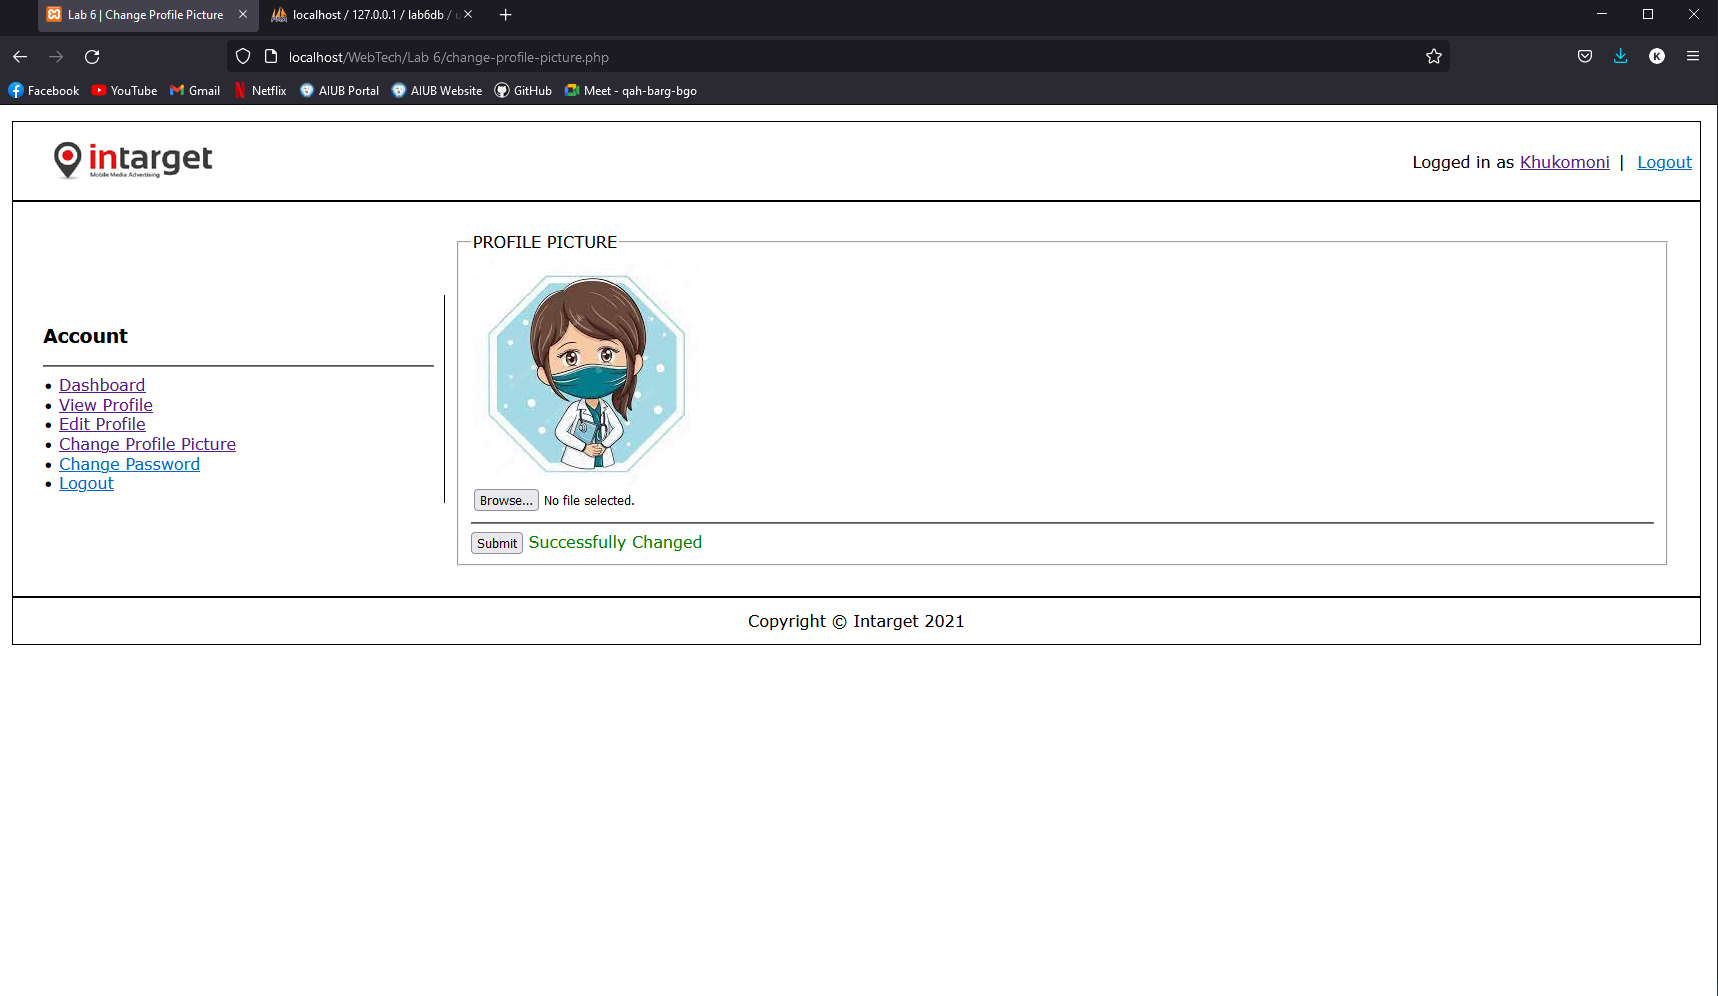 Lab 6 | Change Profile Picture
localhost / 127.0.0.1 / lab6db / u
localhost/WebTech/Lab 6/change-profile-picture.php
K
Facebook YouTube Gmail Netflix AIUB Portal AIUB Website GitHub Meet - qah-barg-bgo
intarget
Mobile Media Advertising
Logged in as Khukomoni | Logout
PROFILE PICTURE
Account
Dashboard
View Profile
Edit Profile
Change Profile Picture
Change Password
Logout
Browse... No file selected.
Submit Successfully Changed
Copyright © Intarget 2021